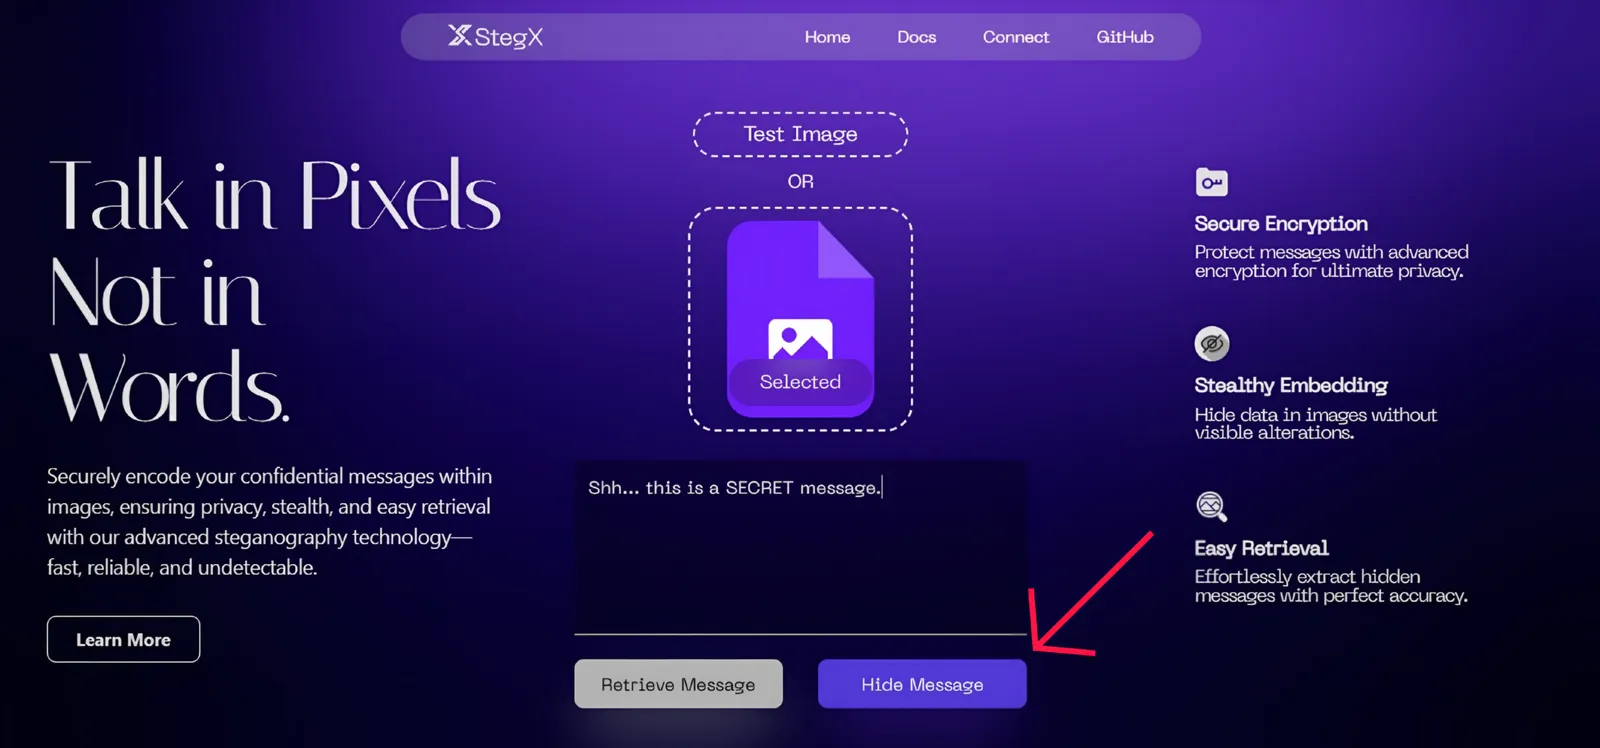 StegX
Home
Docs
Connect
GitHub
Talk in Pixels
Not in
Words.
Securely encode your confidential messages within
images, ensuring privacy, stealth, and easy retrieval
with our advanced steganography technology—
fast, reliable, and undetectable.
Learn More
Test Image
OR
Selected
Shh... this is a SECRET message.
Retrieve Message
Hide Message
Secure Encryption
Protect messages with advanced
encryption for ultimate privacy.
Stealthy Embedding
Hide data in images without
visible alterations.
Easy Retrieval
Effortlessly extract hidden
messages with perfect accuracy.